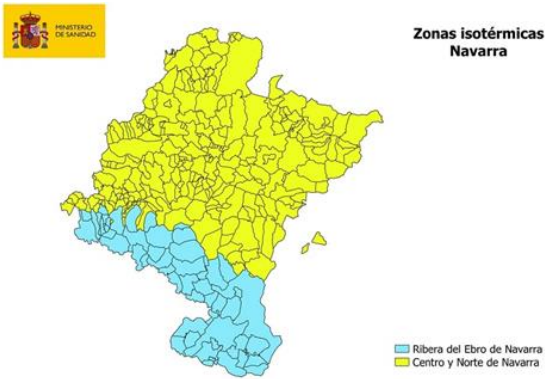 MINISTERIO
DE SANIDAD
Zonas isotérmicas
Navarra
Ribera del Ebro de Navarra
Centro y Norte de Navarra